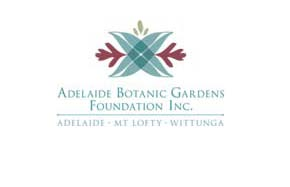 ADELAIDE BOTANIC GARDENS
FOUNDATION INC.
ADELAIDE · MT LOFTY · WITTUNGA